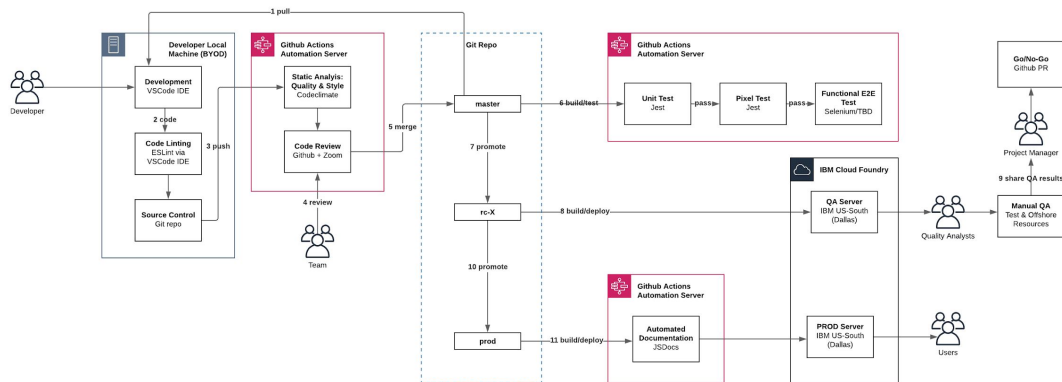 1 pull
Developer Local
Machine (BYOD)
Github Actions
Automation Server
Git Repo
Github Actions
Automation Server
Go/No-Go
Github PR
Developer
Development
VSCode IDE
2 code
Code Linting
ESLint via
VSCode IDE
3 push
Source Control
Git repo
Static Analyis:
Quality & Style
Codeclimate
Code Review
Github + Zoom
4 review
Team
5 merge
master
6 build/test
Unit Test
Jest
pass
Pixel Test
Jest
pass
Functional E2E
Test
Selenium/TBD
Project Manager
7 promote
IBM Cloud Foundry
9 share QA results
rc-X
8 build/deploy
QA Server
IBM US-South
(Dallas)
Quality Analysts
Manual QA
Test & Offshore
Resources
10 promote
Github Actions
Automation Server
prod
11 build/deploy
Automated
Documentation
JSDocs
PROD Server
IBM US-South
(Dallas)
Users